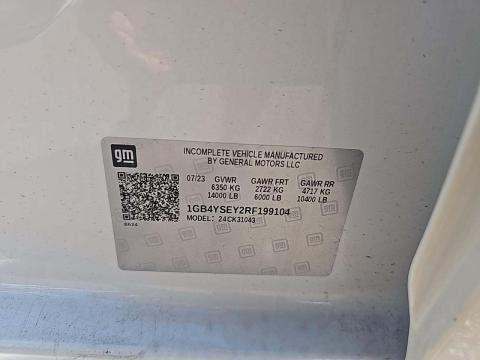 gm
INCOMPLETE VEHICLE MANUFACTURED
BY GENERAL MOTORS LLC
07/23 GVWR GAWR FRT GAWR RR
6350 KG 2722 KG 4717 KG
14000 LB 6000 LB 10400 LB
1GB4YSEY2RF199104
MODEL: 24CK31043